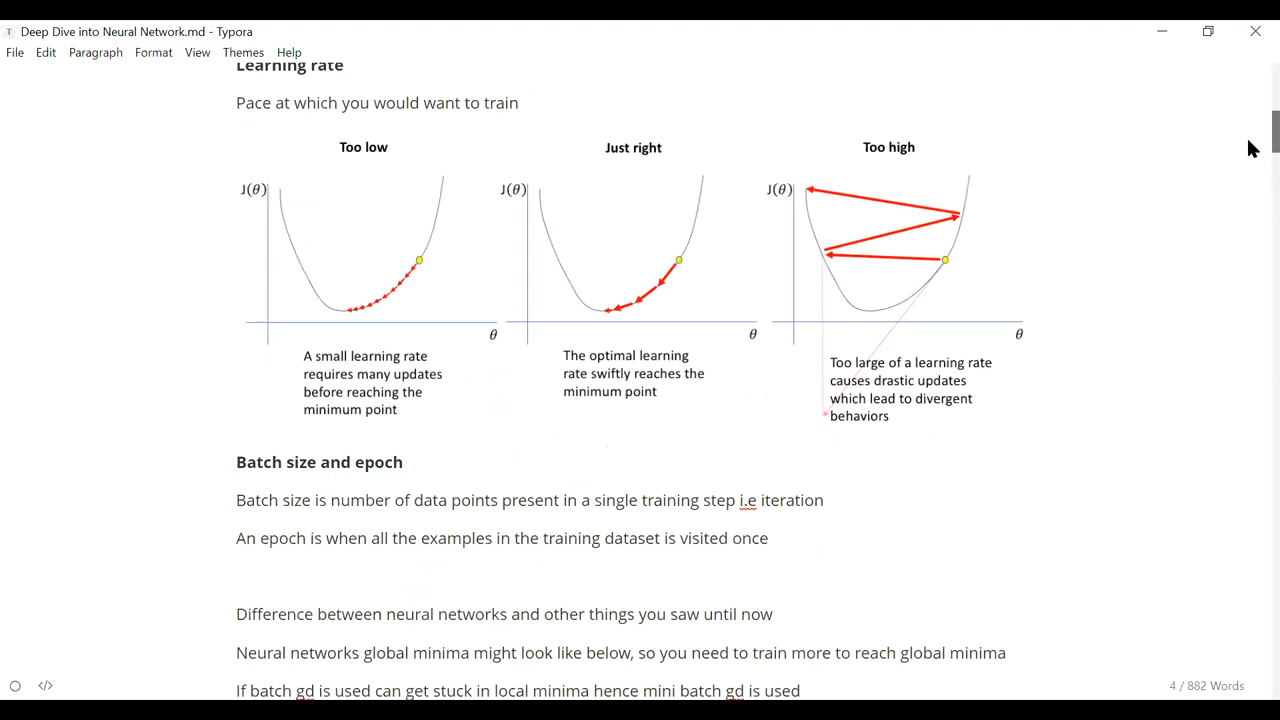 Deep Dive into Neural Network.md - Typora
File Edit Paragraph Format View Themes Help
Learning rate
Pace at which you would want to train
Too low
Just right
Too high
J(θ)
J(θ)
J(θ)
θ
θ
θ
A small learning rate
requires many updates
before reaching the
minimum point
The optimal learning
rate swiftly reaches the
minimum point
Too large of a learning rate
causes drastic updates
which lead to divergent
behaviors
Batch size and epoch
Batch size is number of data points present in a single training step i.e iteration
An epoch is when all the examples in the training dataset is visited once
Difference between neural networks and other things you saw until now
Neural networks global minima might look like below, so you need to train more to reach global minima
If batch gd is used can get stuck in local minima hence mini batch gd is used
4 / 882 Words